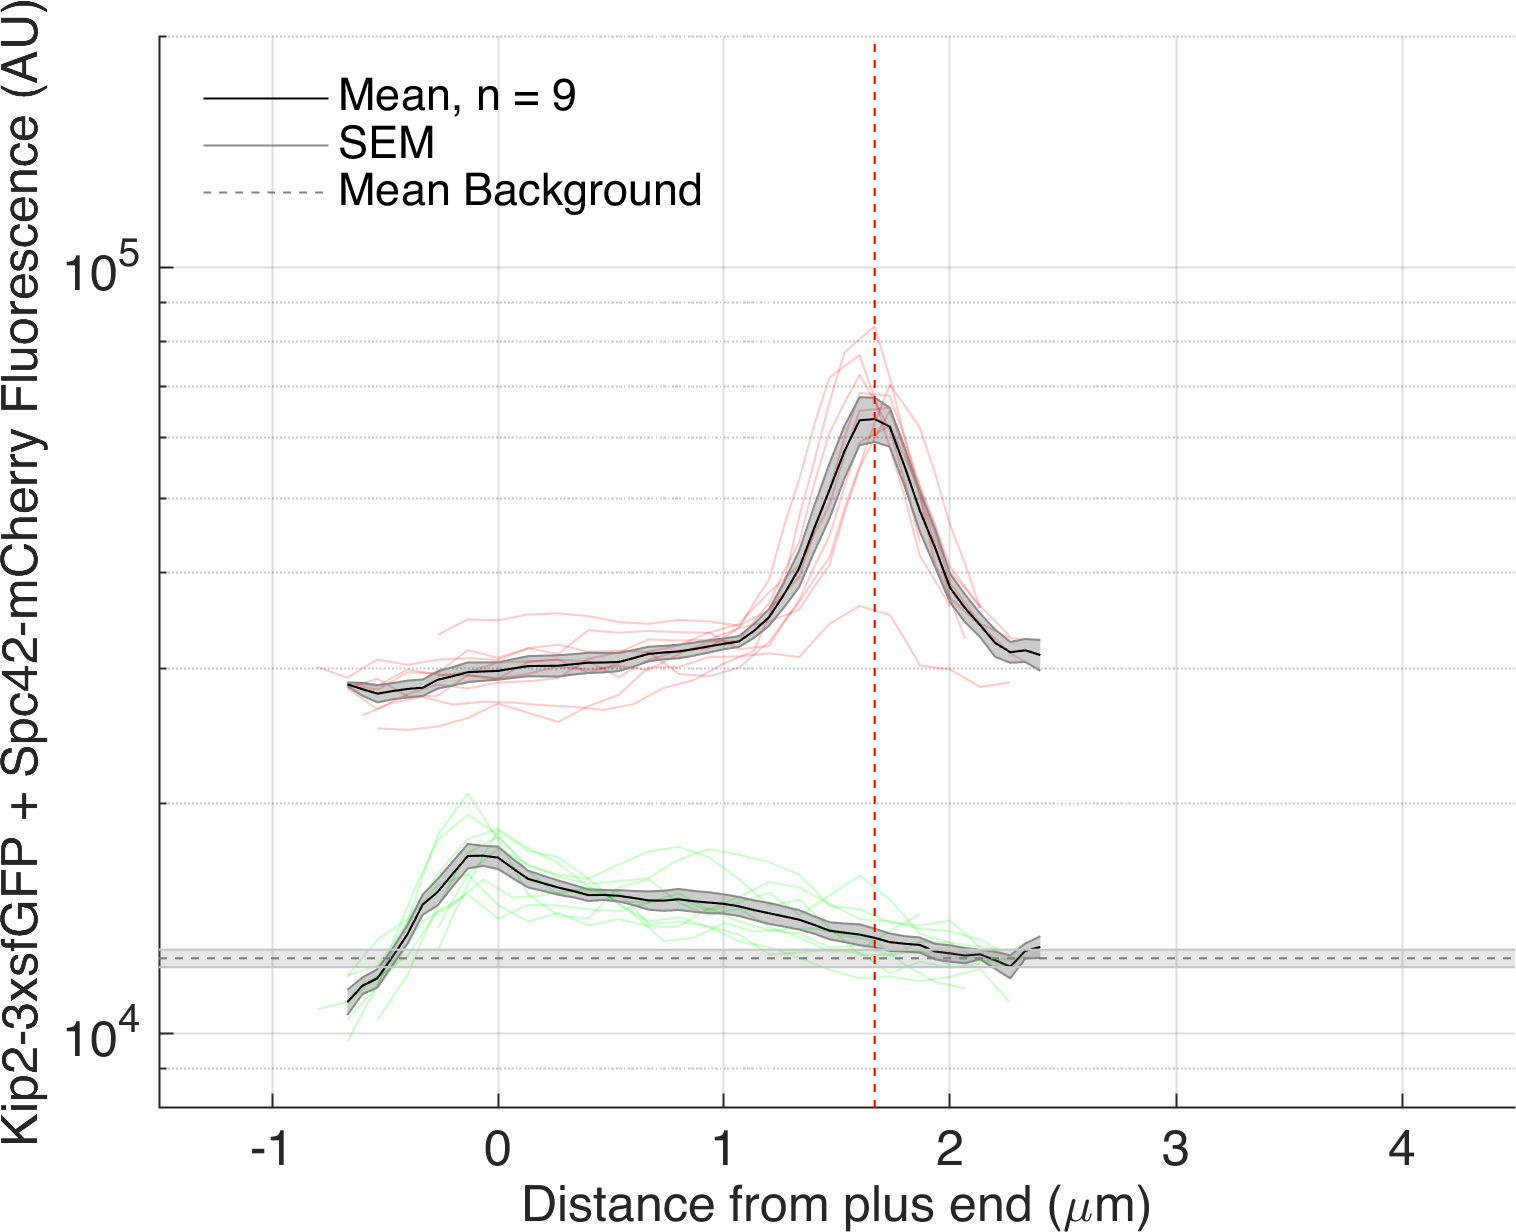 Kip2-3xsfGFP + Spc42-mCherry Fluorescence (AU)
Mean, n = 9
SEM
Mean Background
10^5
10^4
-1 0 1 2 3 4
Distance from plus end (μm)